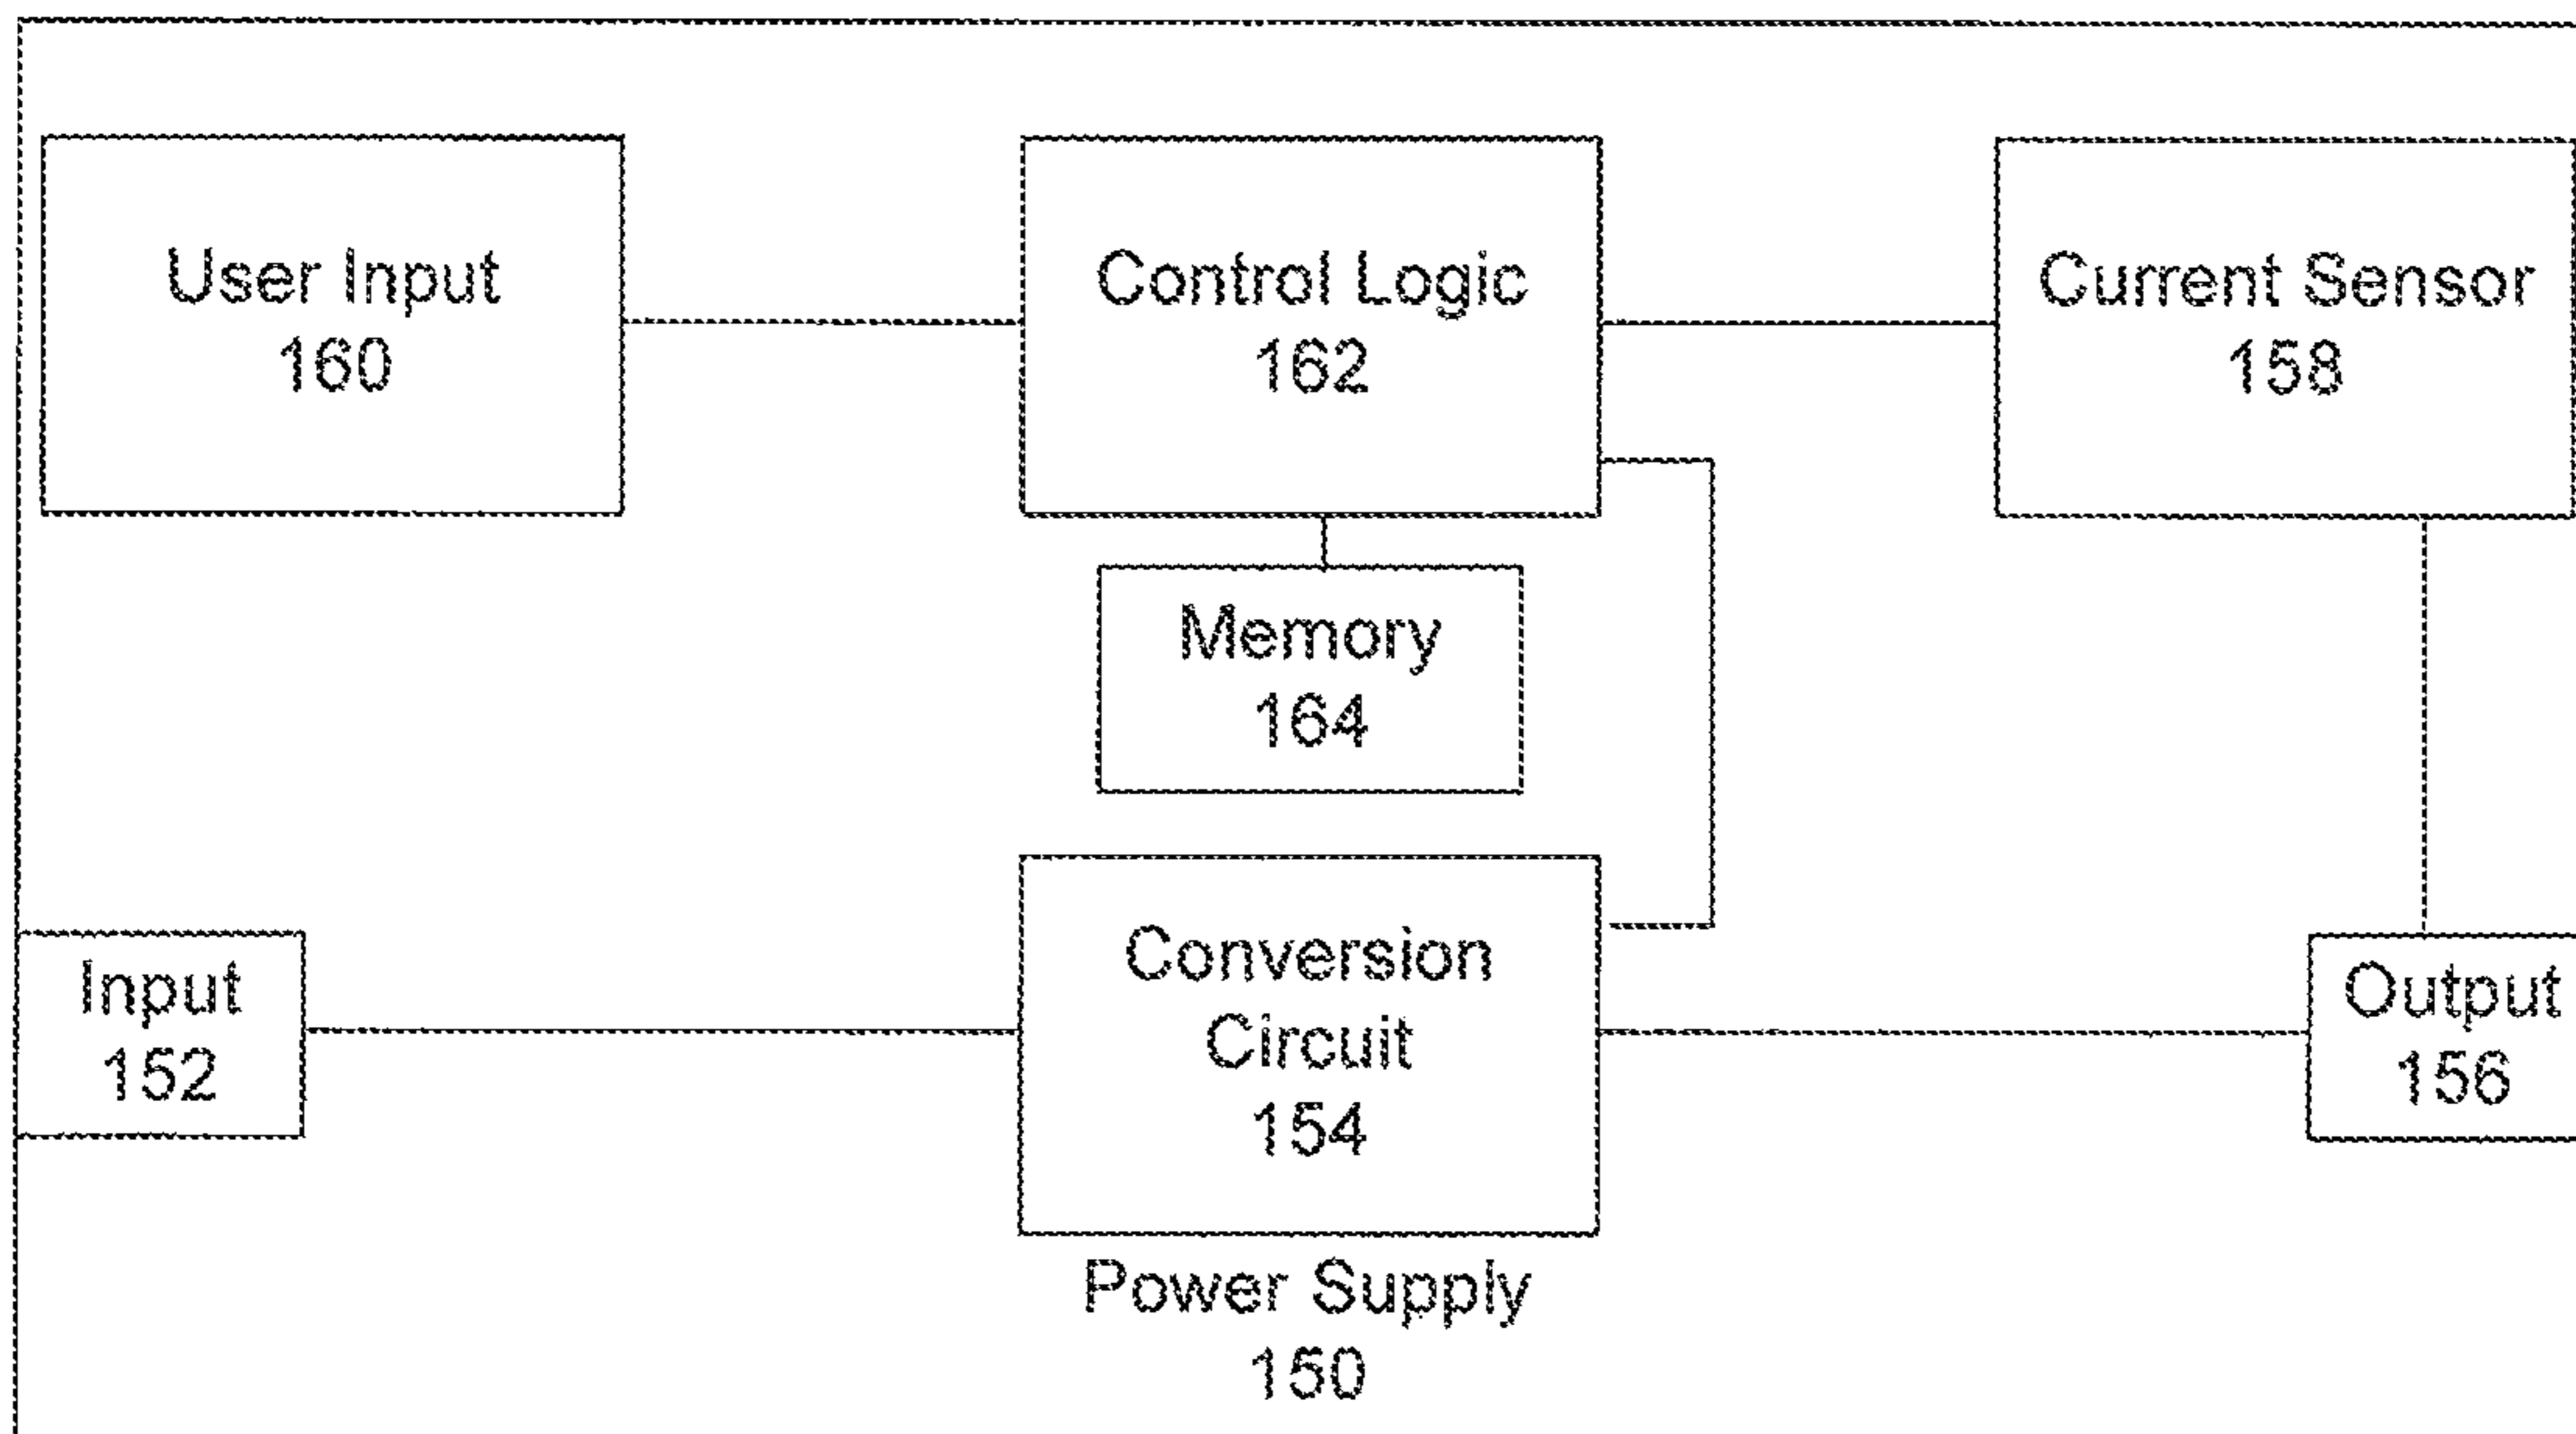 User Input
160
Control Logic
162
Current Sensor
158
Memory
164
Input
152
Conversion
Circuit
154
Output
156
Power Supply
150